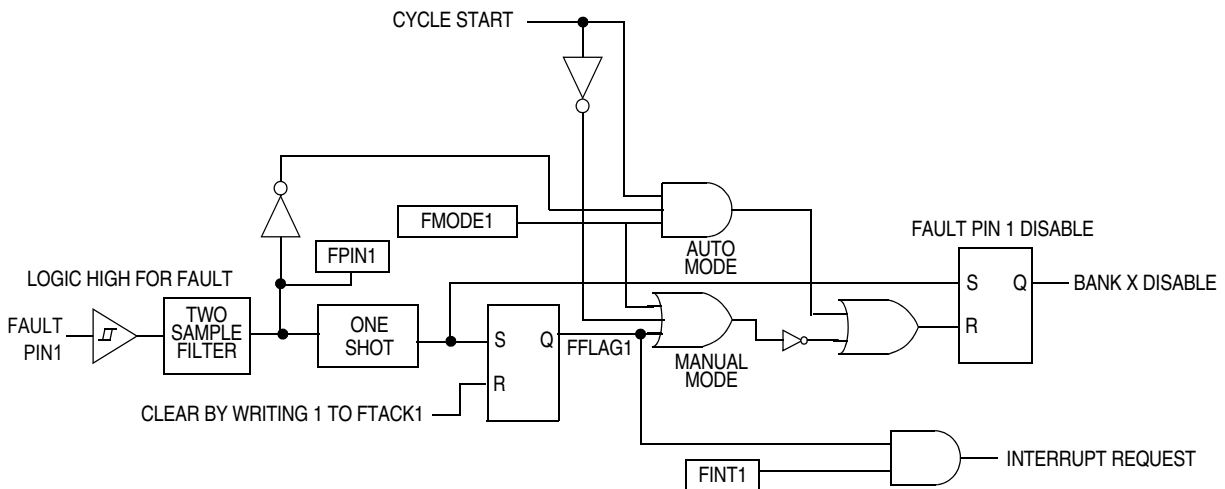 CYCLE START
FMODE1
AUTO
MODE
FAULT PIN 1 DISABLE
S
Q
R
BANK X DISABLE
FPIN1
LOGIC HIGH FOR FAULT
FAULT
PIN1
TWO
SAMPLE
FILTER
ONE
SHOT
S
Q
R
FFLAG1
MANUAL
MODE
CLEAR BY WRITING 1 TO FTACK1
FINT1
INTERRUPT REQUEST